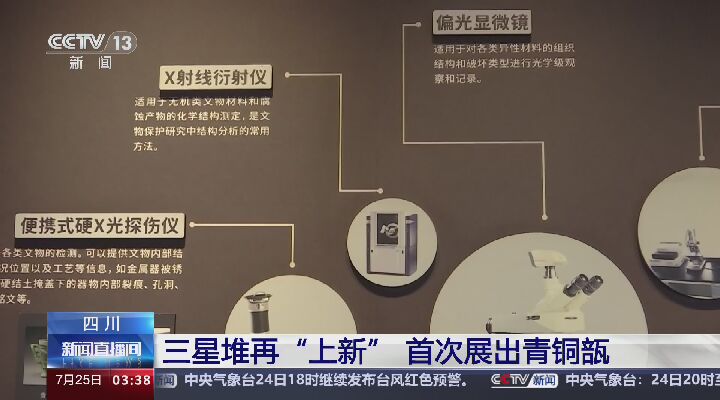 CCTV 13
新闻
偏光显微镜
适用于对各类异性材料的组织
结构和破坏类型进行光学级观
察和记录。
X射线衍射仪
适用于无机类文物材料和腐
蚀产物的化学结构测定,是文
物保护研究中结构分析的常用
方法。
便携式硬X光探伤仪
各类文物的检测。可以提供文物内部结
况位置以及工艺等信息,如金属器被锈
硬结土掩盖下的器物内部裂痕、孔洞、
铭文等。
四川
新闻直播间
三星堆再“上新” 首次展出青铜瓿
7月25日 03:38 新闻 中央气象台24日18时继续发布台风红色预警。 CCTV 新闻 中央气象台:24日20时至